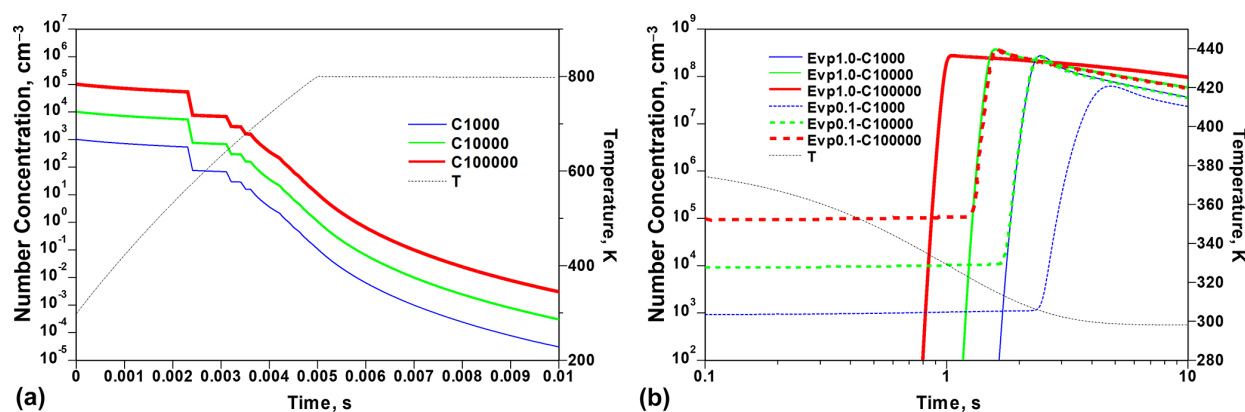 Number Concentration, cm⁻³
10⁷
10⁶
10⁵
10⁴
10³
10²
10¹
10⁰
10⁻¹
10⁻²
10⁻³
10⁻⁴
10⁻⁵
C1000
C10000
C100000
T
800
600
400
200
Temperature, K
0 0.001 0.002 0.003 0.004 0.005 0.006 0.007 0.008 0.009 0.01
(a)
Time, s
Number Concentration, cm⁻³
10⁹
10⁸
10⁷
10⁶
10⁵
10⁴
10³
10²
Evp1.0-C1000
Evp1.0-C10000
Evp1.0-C100000
Evp0.1-C1000
Evp0.1-C10000
Evp0.1-C100000
T
440
420
400
380
360
340
320
300
280
Temperature, K
0.1 1 10
(b)
Time, s